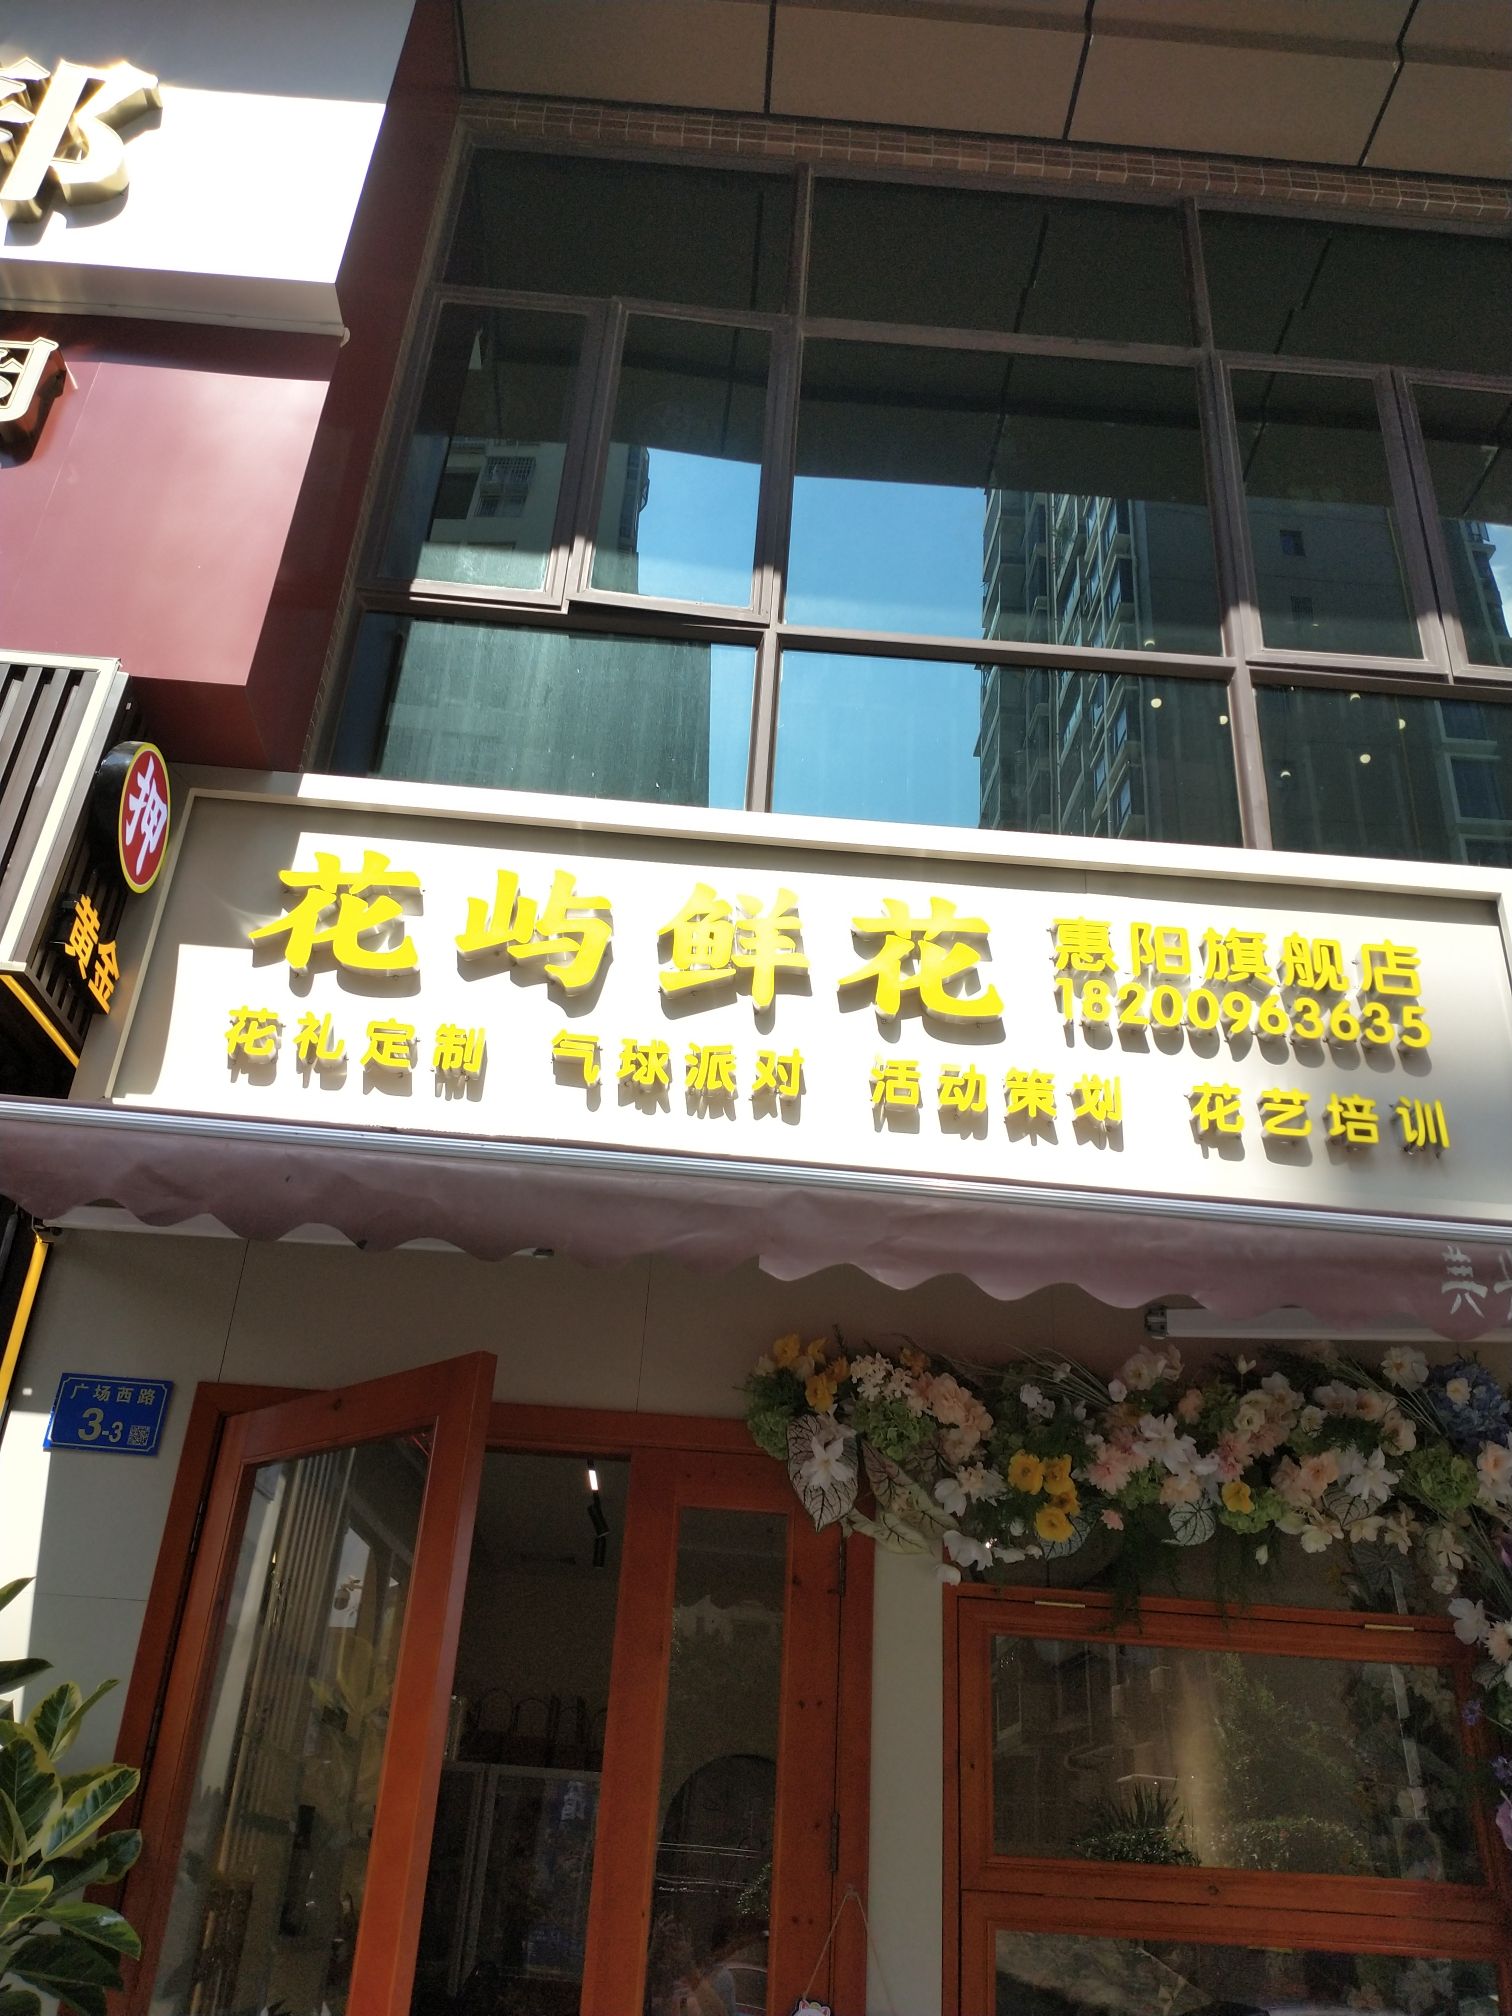 都
押
黄金
花屿鲜花
惠阳旗舰店
18200963635
花礼定制 气球派对 活动策划 花艺培训
广场西路
3-3